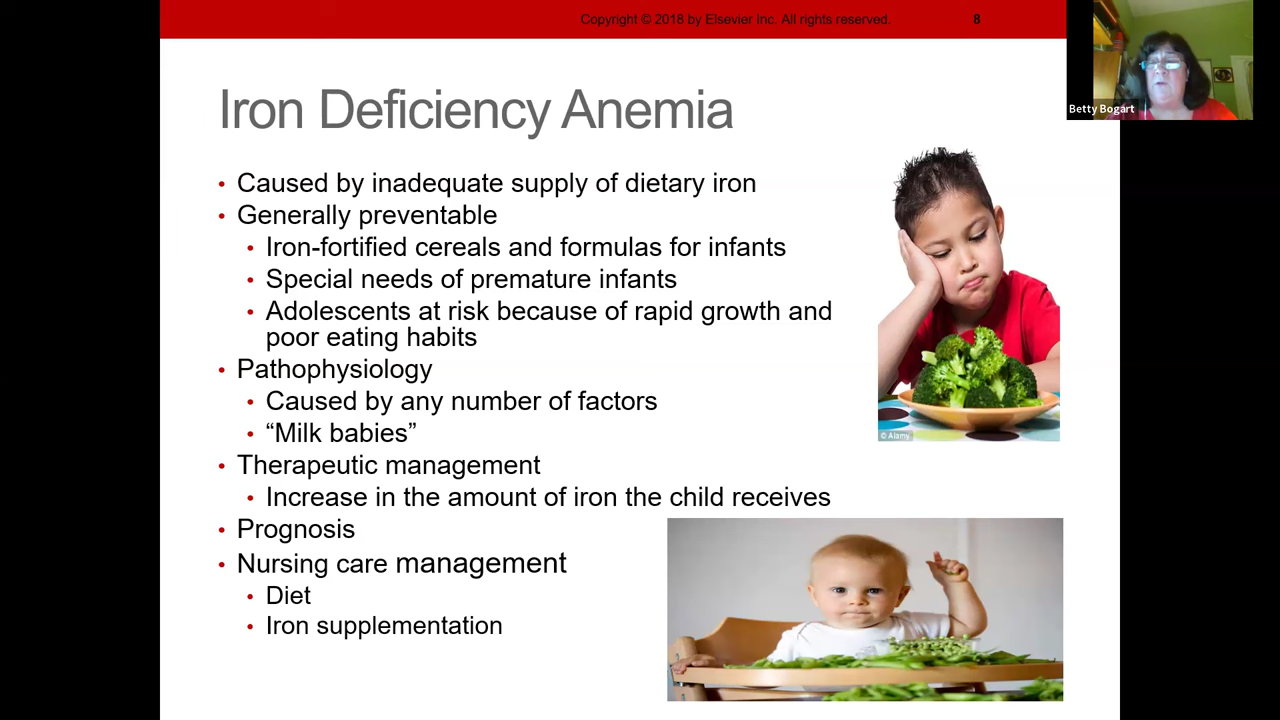 Copyright © 2018 by Elsevier Inc. All rights reserved.
8
Betty Bogart
Iron Deficiency Anemia
• Caused by inadequate supply of dietary iron
• Generally preventable
• Iron-fortified cereals and formulas for infants
• Special needs of premature infants
• Adolescents at risk because of rapid growth and
poor eating habits
• Pathophysiology
• Caused by any number of factors
• “Milk babies”
• Therapeutic management
• Increase in the amount of iron the child receives
• Prognosis
• Nursing care management
• Diet
• Iron supplementation
© Alamy